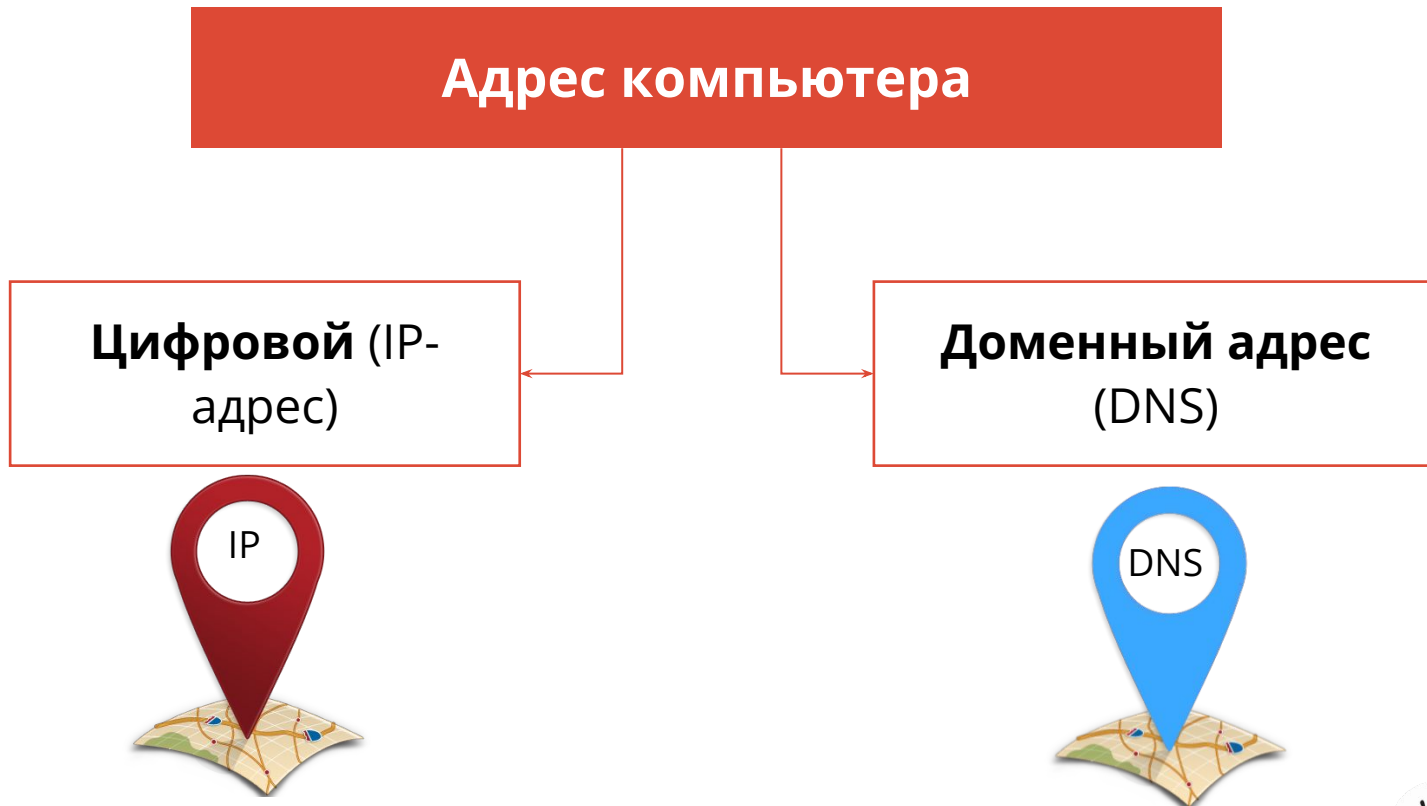 Адрес компьютера
Цифровой (IP-
адрес)
Доменный адрес
(DNS)
IP
DNS